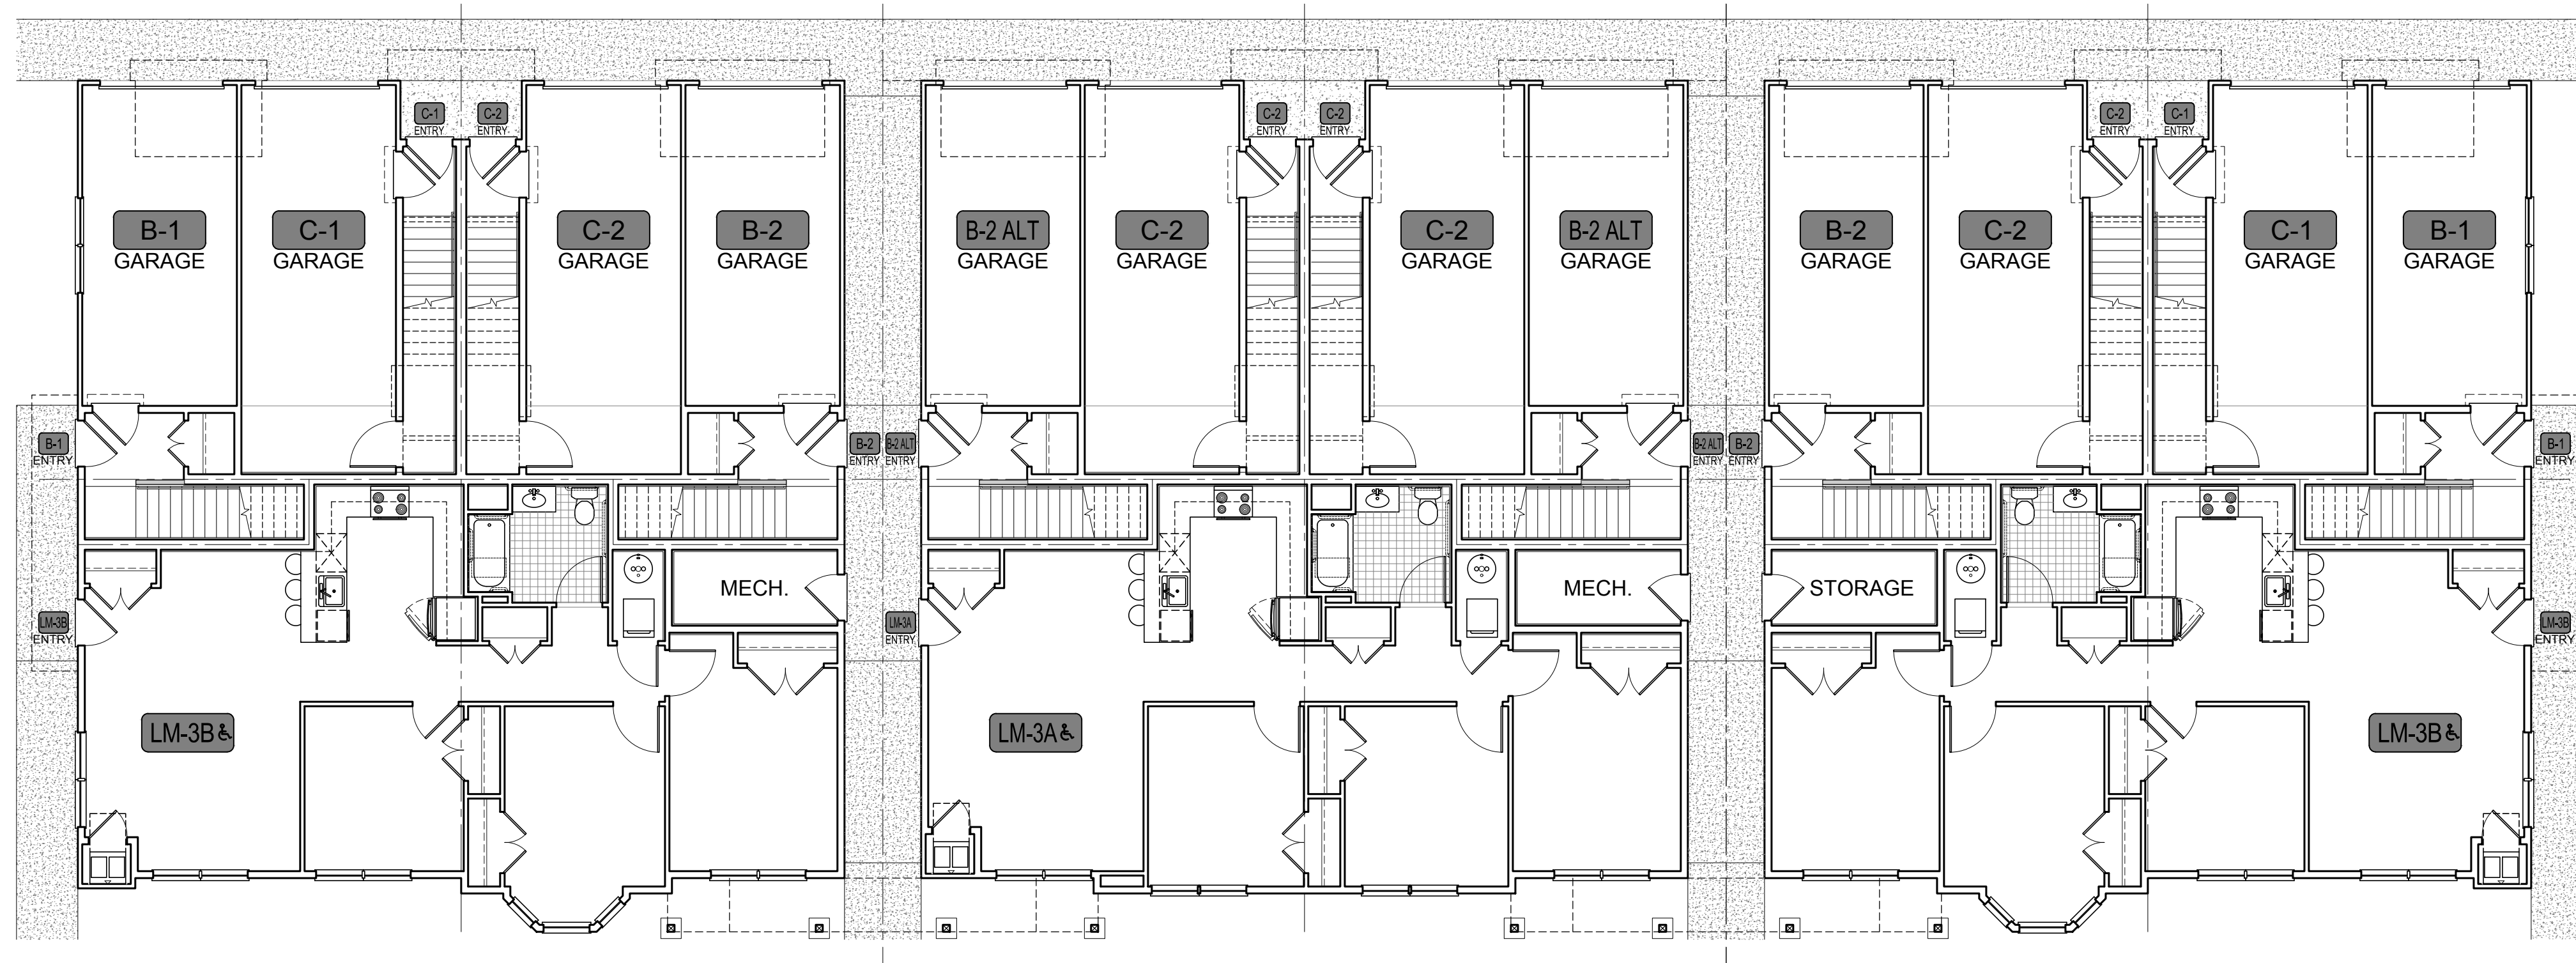 C-1
ENTRY
C-2
ENTRY
C-2
ENTRY
C-2
ENTRY
C-2
ENTRY
C-1
ENTRY
B-1
GARAGE
C-1
GARAGE
C-2
GARAGE
B-2
GARAGE
B-2 ALT
GARAGE
C-2
GARAGE
C-2
GARAGE
B-2 ALT
GARAGE
B-2
GARAGE
C-2
GARAGE
C-1
GARAGE
B-1
GARAGE
B-1
ENTRY
B-2
ENTRY
B-2 ALT
ENTRY
B-2 ALT
ENTRY
B-2
ENTRY
B-1
ENTRY
MECH.
MECH.
STORAGE
LM-3B
ENTRY
LM-3A
ENTRY
LM-3B
ENTRY
LM-3B
LM-3A
LM-3B